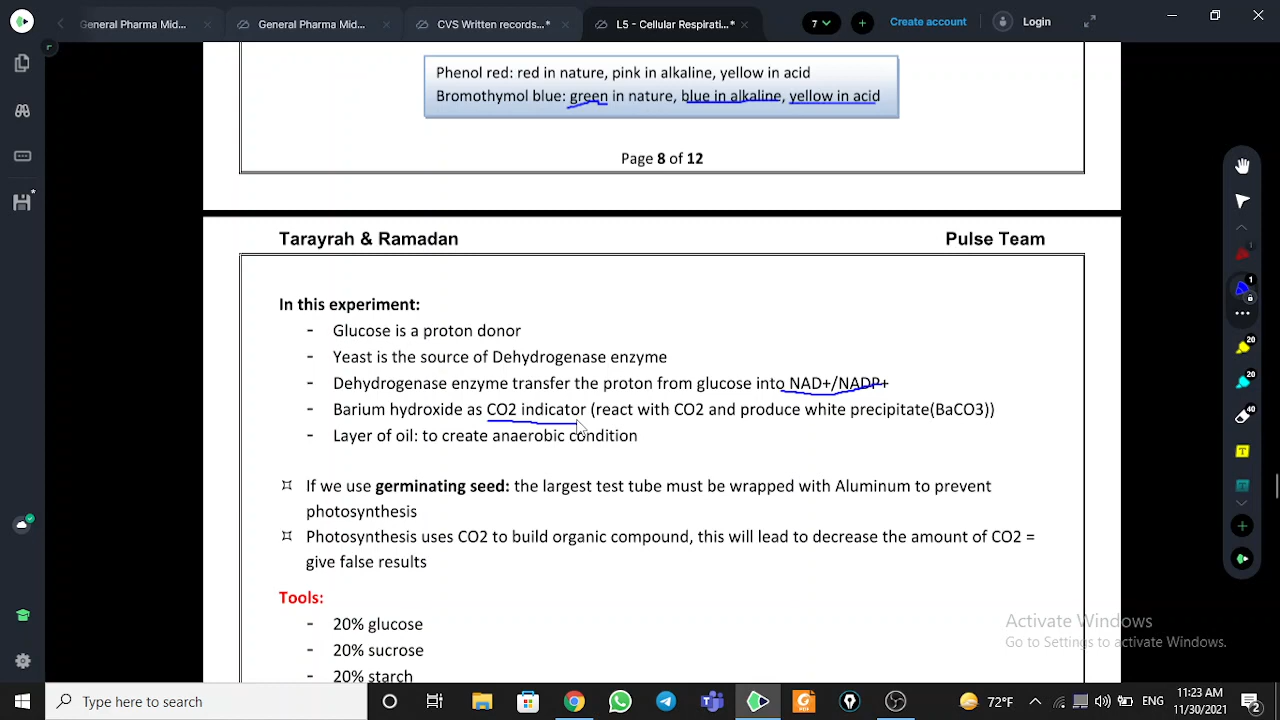 General Pharmacology Mid...
General Pharma Mid...
CVS Written records...*
L5 - Cellular Respirati...*
7
Create account
Login
Phenol red: red in nature, pink in alkaline, yellow in acid
Bromothymol blue: green in nature, blue in alkaline, yellow in acid
Page 8 of 12
Tarayrah & Ramadan
Pulse Team
In this experiment:
- Glucose is a proton donor
- Yeast is the source of Dehydrogenase enzyme
- Dehydrogenase enzyme transfer the proton from glucose into NAD+/NADP+
- Barium hydroxide as CO2 indicator (react with CO2 and produce white precipitate(BaCO3))
- Layer of oil: to create anaerobic condition
¤ If we use germinating seed: the largest test tube must be wrapped with Aluminum to prevent
photosynthesis
¤ Photosynthesis uses CO2 to build organic compound, this will lead to decrease the amount of CO2 =
give false results
Tools:
- 20% glucose
- 20% sucrose
- 20% starch
1
1
20
20
40
Activate Windows
Go to Settings to activate Windows.
Type here to search
72°F
ENG
11:23 AM
11/30/2021
2